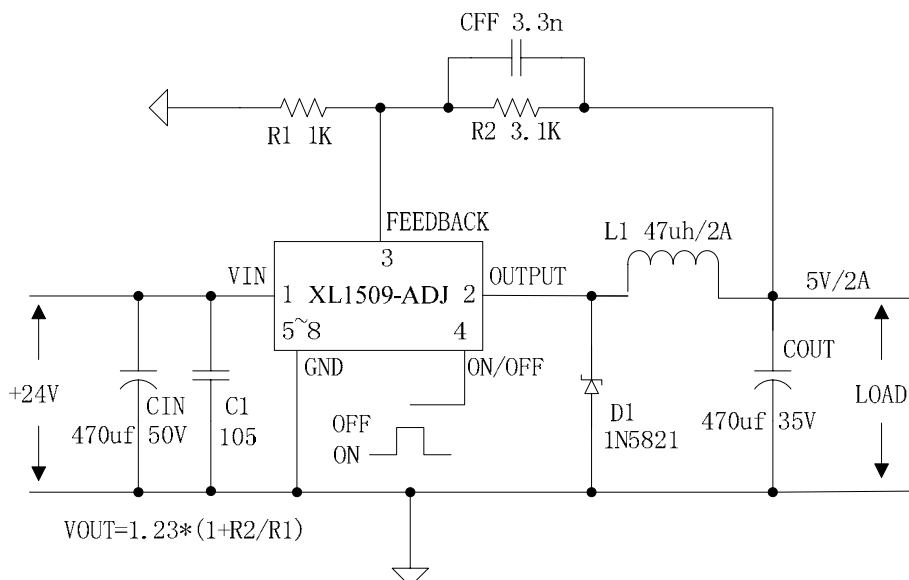 CFF 3.3n
R1 1K
R2 3.1K
FEEDBACK
L1 47uh/2A
VIN
3
OUTPUT
5V/2A
1 XL1509-ADJ 2
5~8
4
GND
ON/OFF
COUT
+24V
CIN
C1
LOAD
470uf 50V
105
OFF
D1
470uf 35V
ON
1N5821
VOUT=1.23*(1+R2/R1)